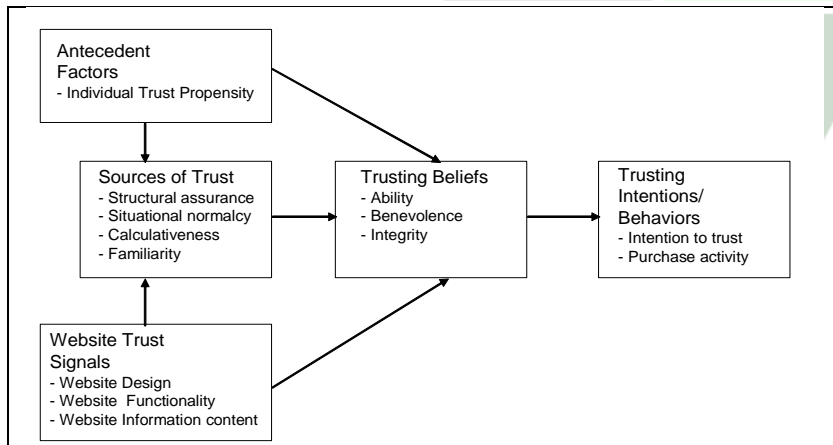 Antecedent
Factors
- Individual Trust Propensity
Sources of Trust
- Structural assurance
- Situational normalcy
- Calculativeness
- Familiarity
Trusting Beliefs
- Ability
- Benevolence
- Integrity
Trusting
Intentions/
Behaviors
- Intention to trust
- Purchase activity
Website Trust
Signals
- Website Design
- Website Functionality
- Website Information content